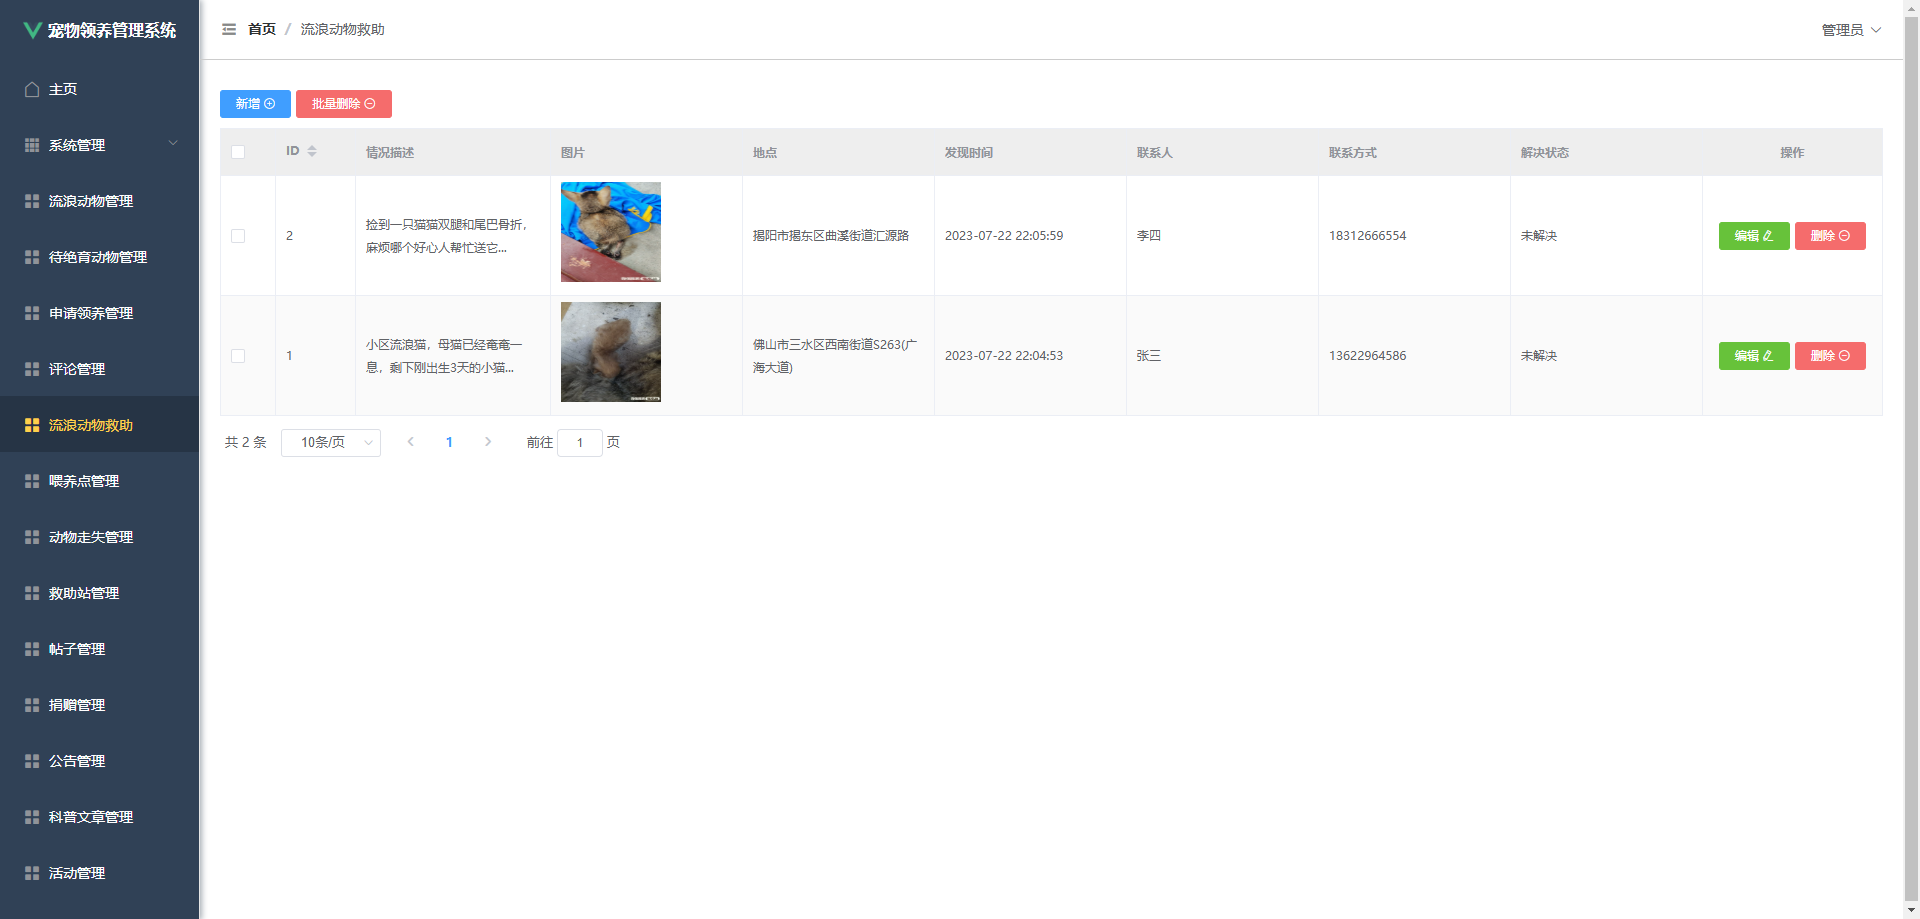 宠物领养管理系统
主页
系统管理
流浪动物管理
待绝育动物管理
申请领养管理
评论管理
流浪动物救助
喂养点管理
动物走失管理
救助站管理
帖子管理
捐赠管理
公告管理
科普文章管理
活动管理
首页 / 流浪动物救助
管理员
新增 批量删除
ID 情况描述 图片 地点 发现时间 联系人 联系方式 解决状态 操作
2 捡到一只猫猫双腿和尾巴骨折，
麻烦哪个好心人帮忙送它...
揭阳市揭东区曲溪街道汇源路 2023-07-22 22:05:59 李四 18312666554 未解决 编辑 删除
1 小区流浪猫，母猫已经奄奄一
息，剩下刚出生3天的小猫...
佛山市三水区西南街道S263(广
海大道)
2023-07-22 22:04:53 张三 13622964586 未解决 编辑 删除
共 2 条 10条/页 1 前往 1 页